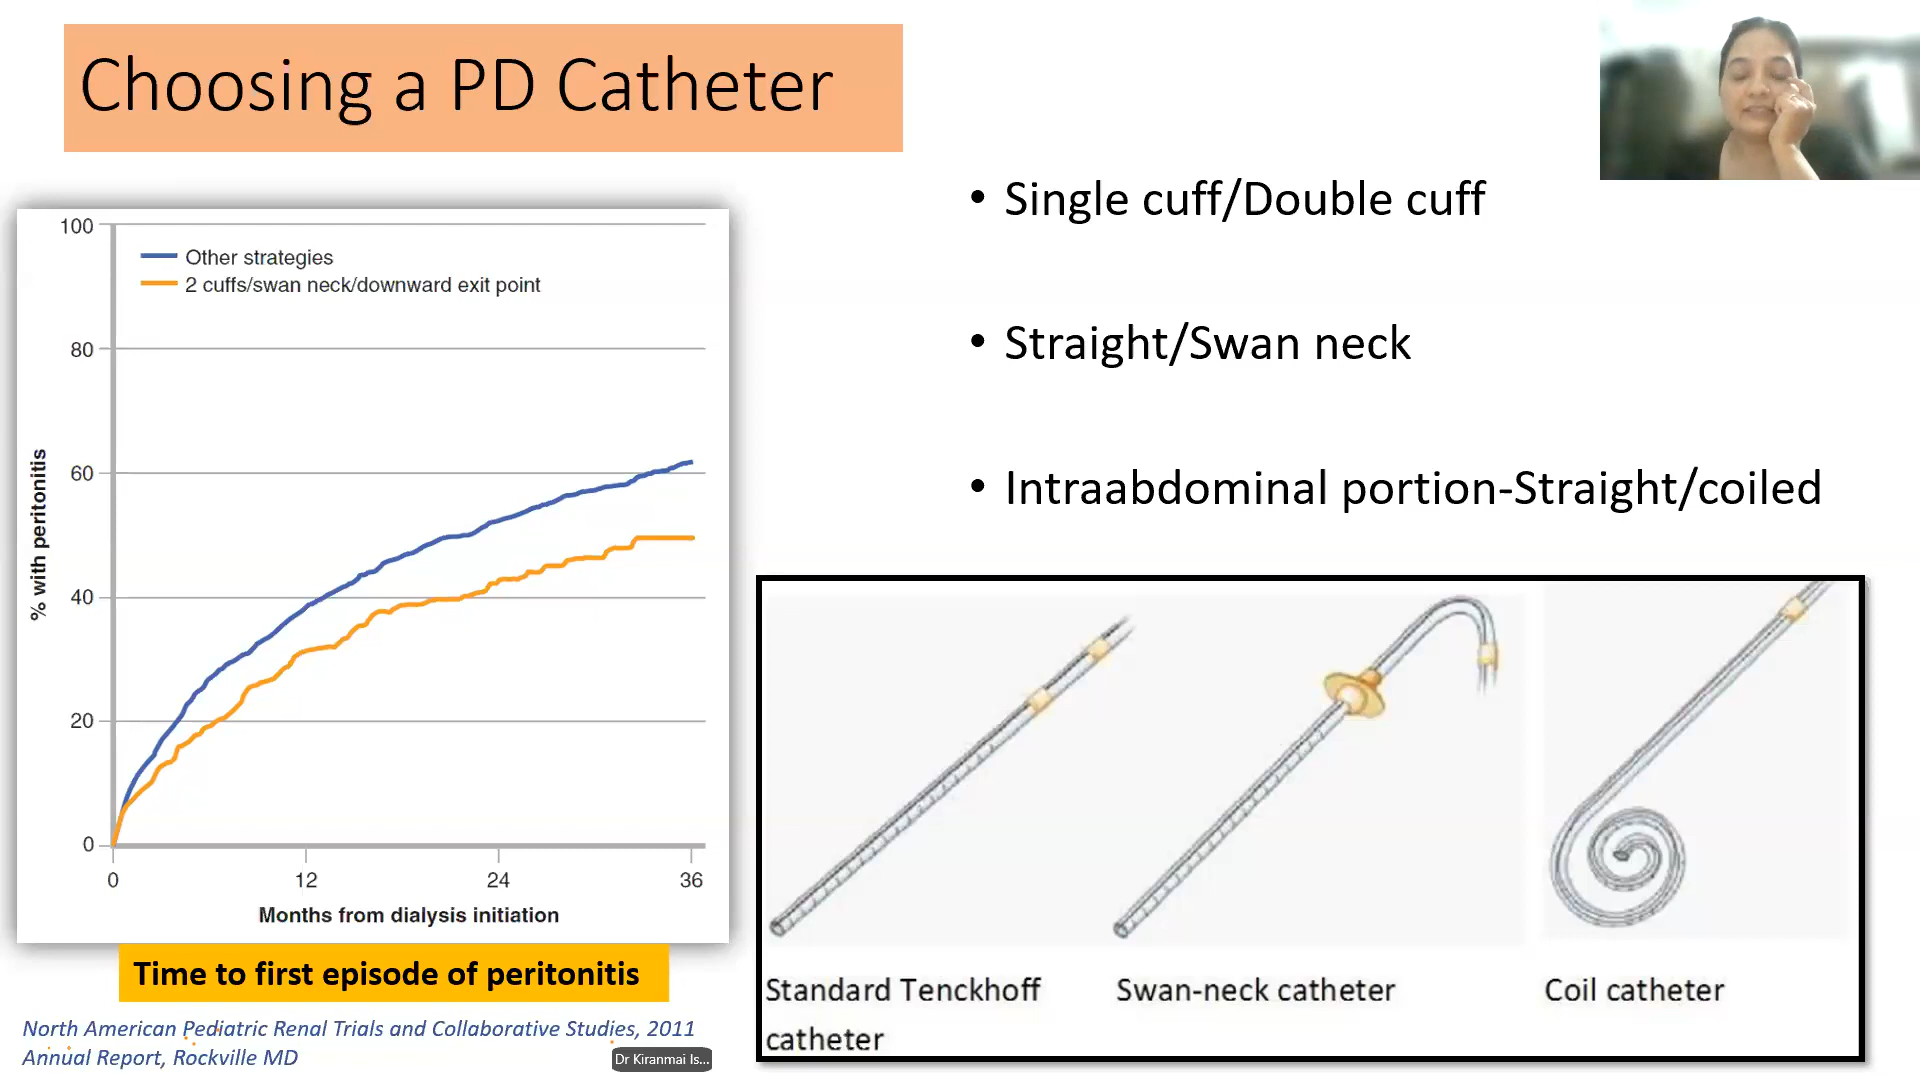 Choosing a PD Catheter
100
Other strategies
2 cuffs/swan neck/downward exit point
80
60
40
20
0
% with peritonitis
0 12 24 36
Months from dialysis initiation
Time to first episode of peritonitis
North American Pediatric Renal Trials and Collaborative Studies, 2011
Annual Report, Rockville MD
Dr Kiranmai Is...
• Single cuff/Double cuff
• Straight/Swan neck
• Intraabdominal portion-Straight/coiled
Standard Tenckhoff
catheter
Swan-neck catheter
Coil catheter